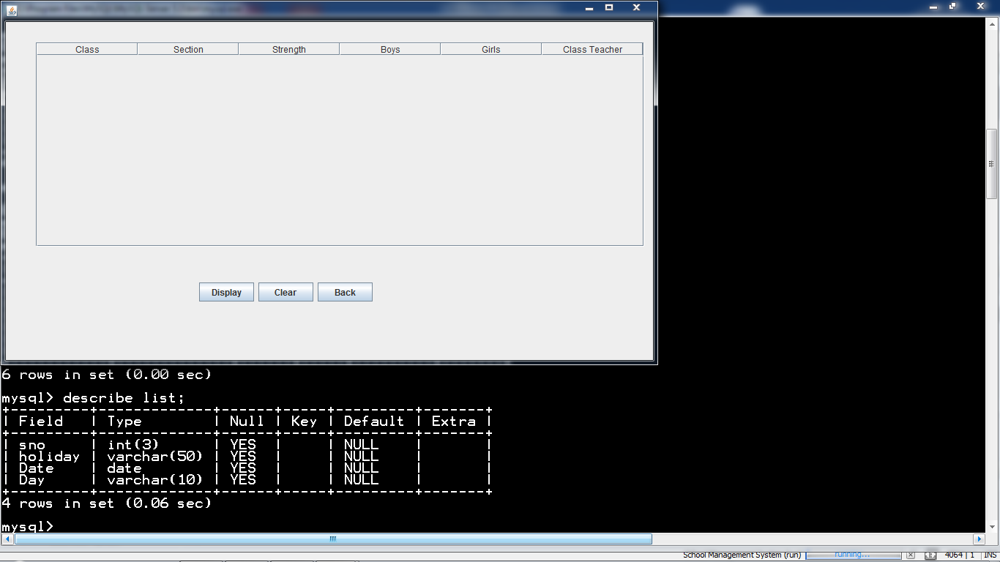 Class Section Strength Boys Girls Class Teacher
Display Clear Back
6 rows in set (0.00 sec)
mysql> describe list;
+----------+-------------+------+-----+---------+-------+
| Field | Type | Null | Key | Default | Extra |
+----------+-------------+------+-----+---------+-------+
| sno | int(3) | YES | | NULL | |
| holiday | varchar(50) | YES | | NULL | |
| Date | date | YES | | NULL | |
| Day | varchar(10) | YES | | NULL | |
+----------+-------------+------+-----+---------+-------+
4 rows in set (0.06 sec)
mysql>
School Management System (run) running... 4064 | 1 INS